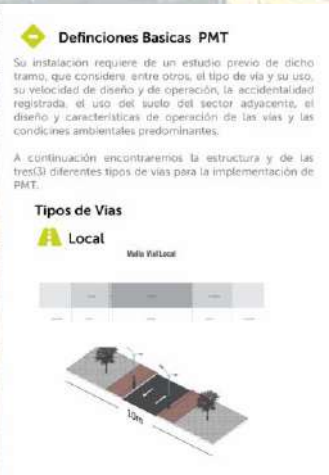 Definciones Basicas PMT
Su instalación requiere de un estudio previo de dicho
tramo, que considere, entre otros, el tipo de vía y su uso,
su velocidad de diseño y de operación, la accidentalidad
registrada, el uso del suelo del sector adyacente, el
diseño y características de operación de las vías y las
condicines ambientales predominantes.
A continuación encontraremos la estructura y de las
tres(3) diferentes tipos de vias para la implementación de
PMT.
Tipos de Vias
Local
Malla Vial Local
10m